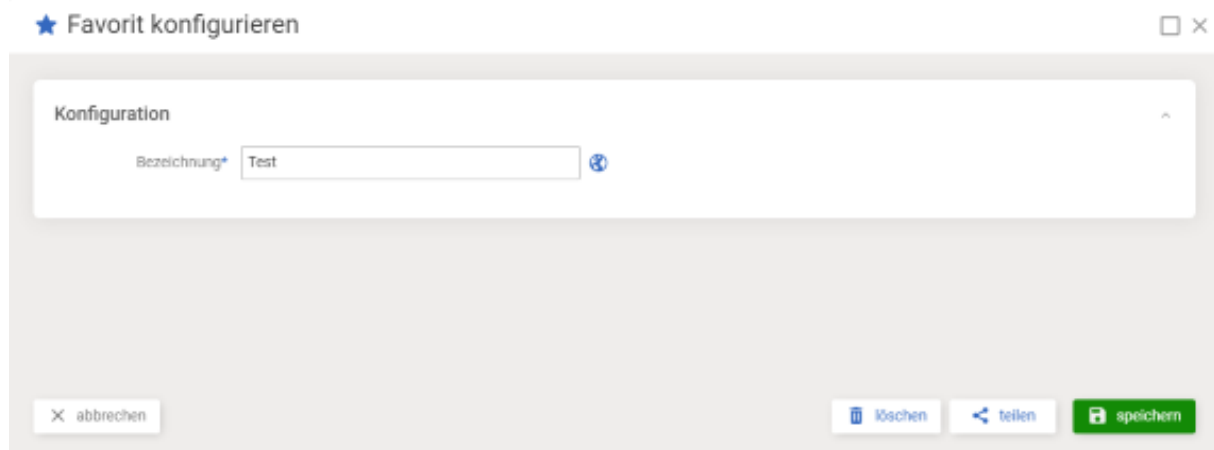 Favorit konfigurieren
Konfiguration
Bezeichnung* Test
abbrechen löschen teilen speichern